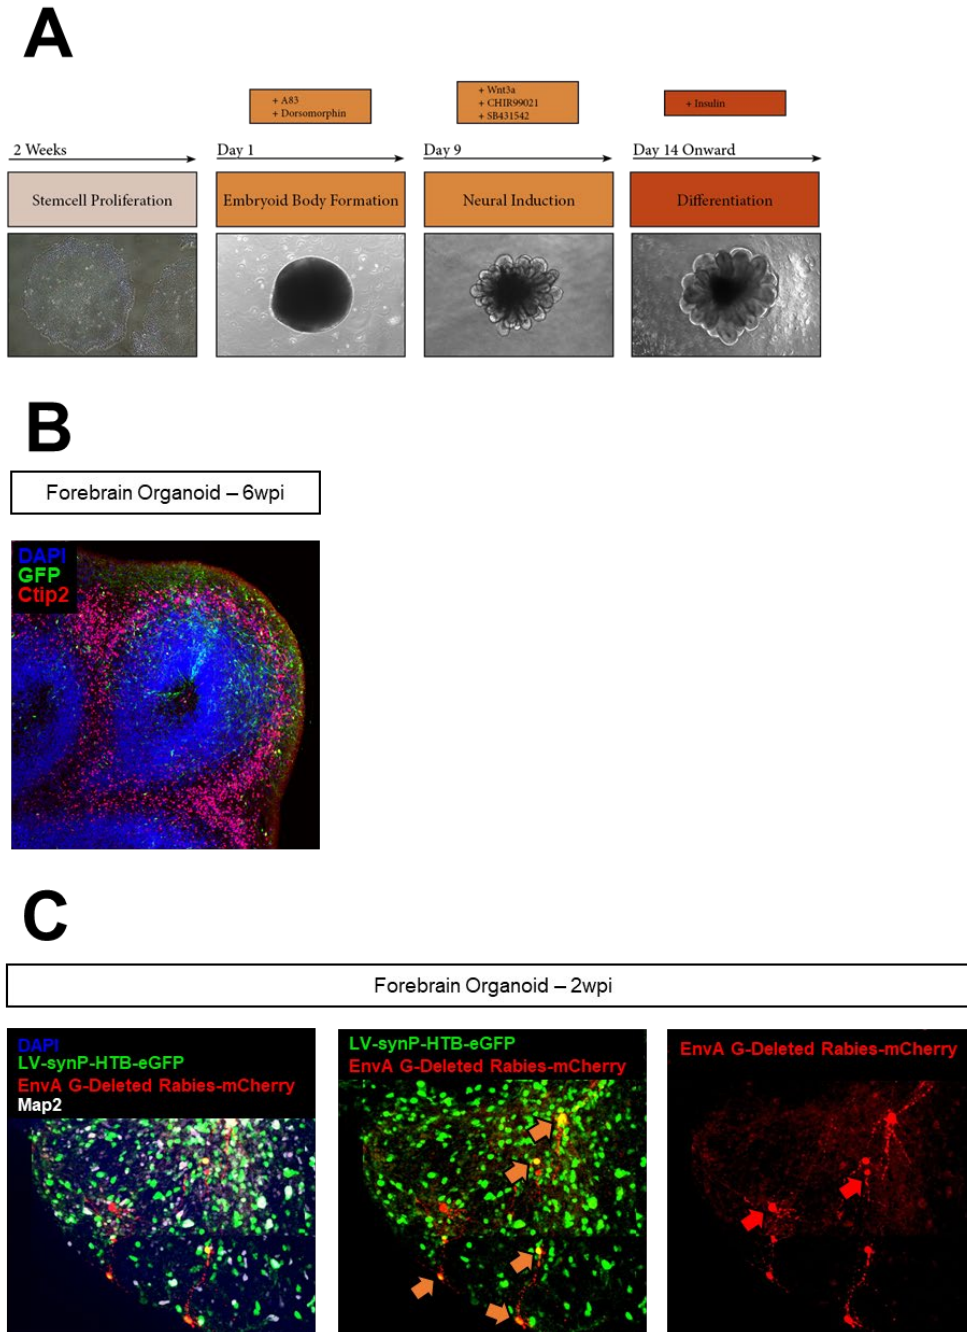 A
+ A83
+ Dorsomorphin
+ Wnt3a
+ CHIR99021
+ SB431542
+ Insulin
2 Weeks
Day 1
Day 9
Day 14 Onward
Stemcell Proliferation
Embryoid Body Formation
Neural Induction
Differentiation
B
Forebrain Organoid – 6wpi
DAPI
GFP
Ctip2
C
Forebrain Organoid – 2wpi
DAPI
LV-synP-HTB-eGFP
EnvA G-Deleted Rabies-mCherry
Map2
LV-synP-HTB-eGFP
EnvA G-Deleted Rabies-mCherry
EnvA G-Deleted Rabies-mCherry